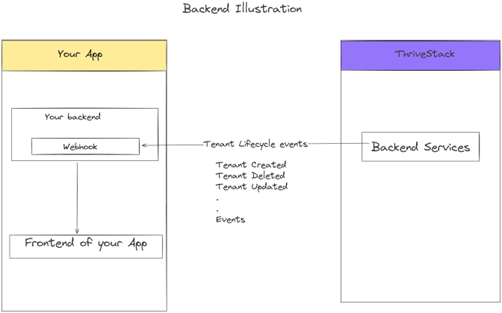 Backend Illustration
Your App
ThriveStack
Your backend
Webhook
Tenant Lifecycle events
Backend Services
Tenant Created
Tenant Deleted
Tenant Updated
.
.
Events
Frontend of your App